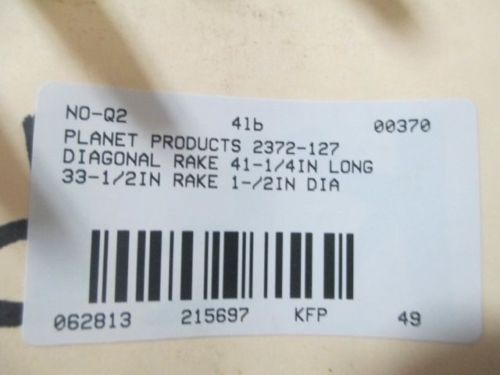 NO-Q2 4lb 00370
PLANET PRODUCTS 2372-127
DIAGONAL RAKE 41-1/4IN LONG
33-1/2IN RAKE 1-/2IN DIA
062813 215697 KFP 49